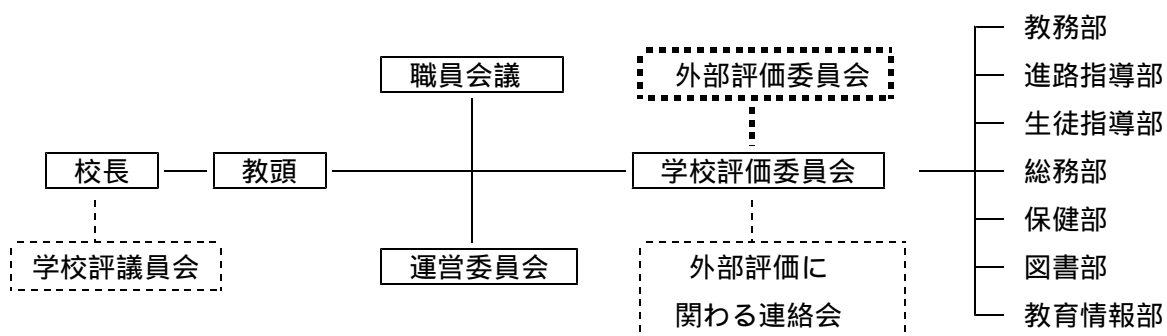 教務部
職員会議
外部評価委員会
進路指導部
生徒指導部
校長
教頭
学校評価委員会
総務部
保健部
学校評議員会
運営委員会
外部評価に
関わる連絡会
図書部
教育情報部